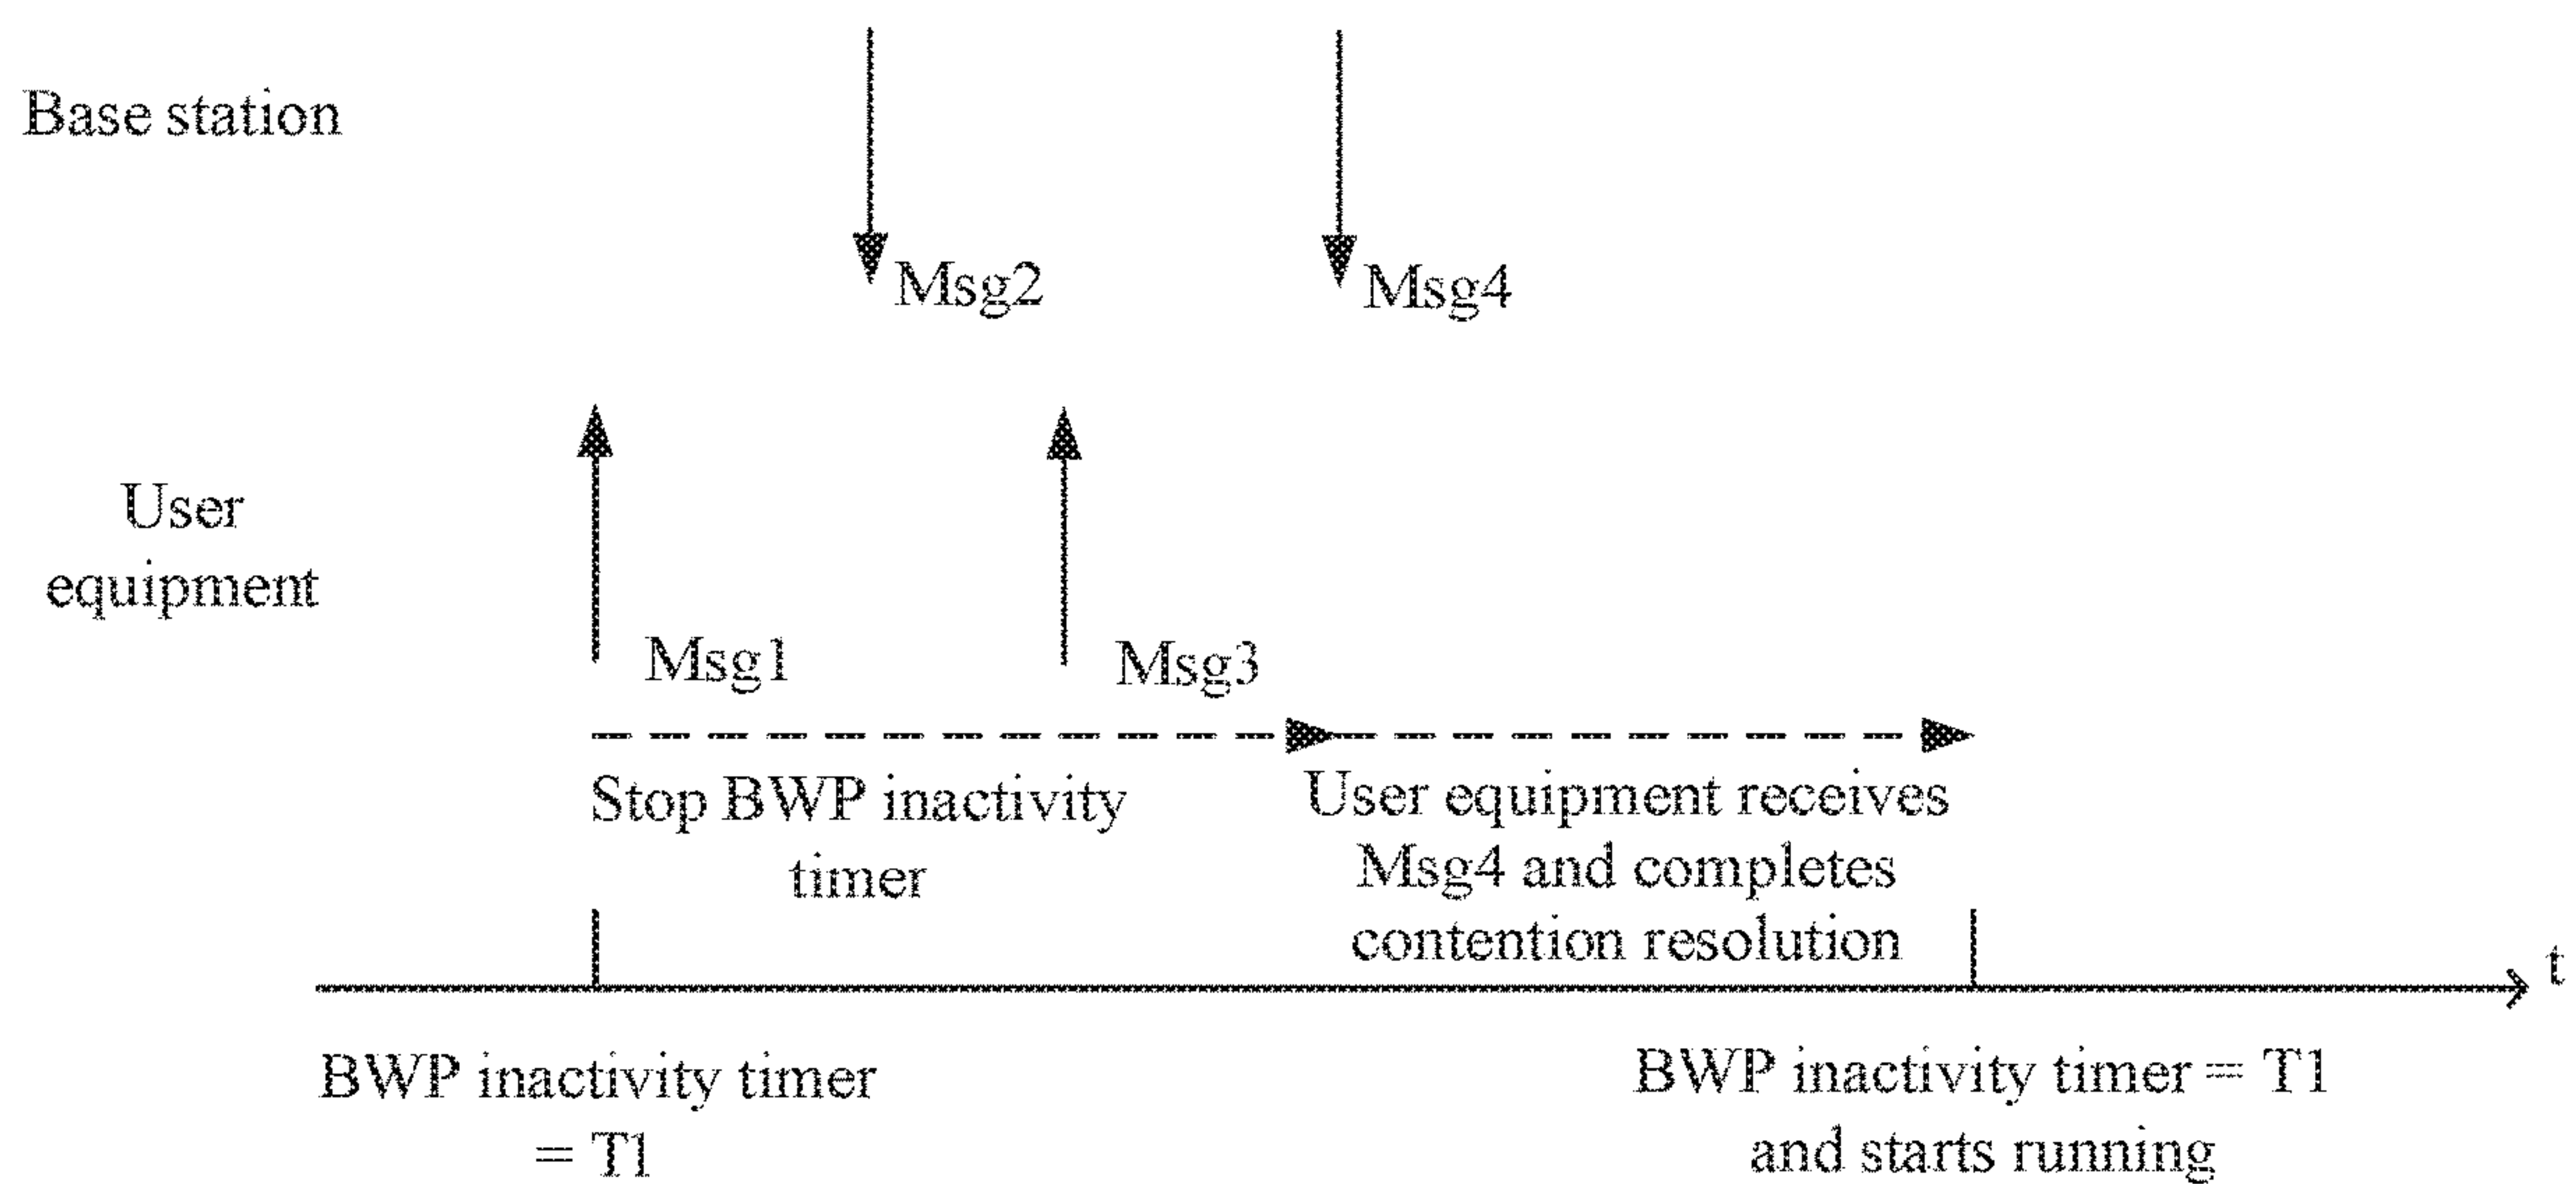 Base station
Msg2
Msg4
User
equipment
Msg1
Msg3
Stop BWP inactivity
timer
User equipment receives
Msg4 and completes
contention resolution
t
BWP inactivity timer
= T1
BWP inactivity timer = T1
and starts running